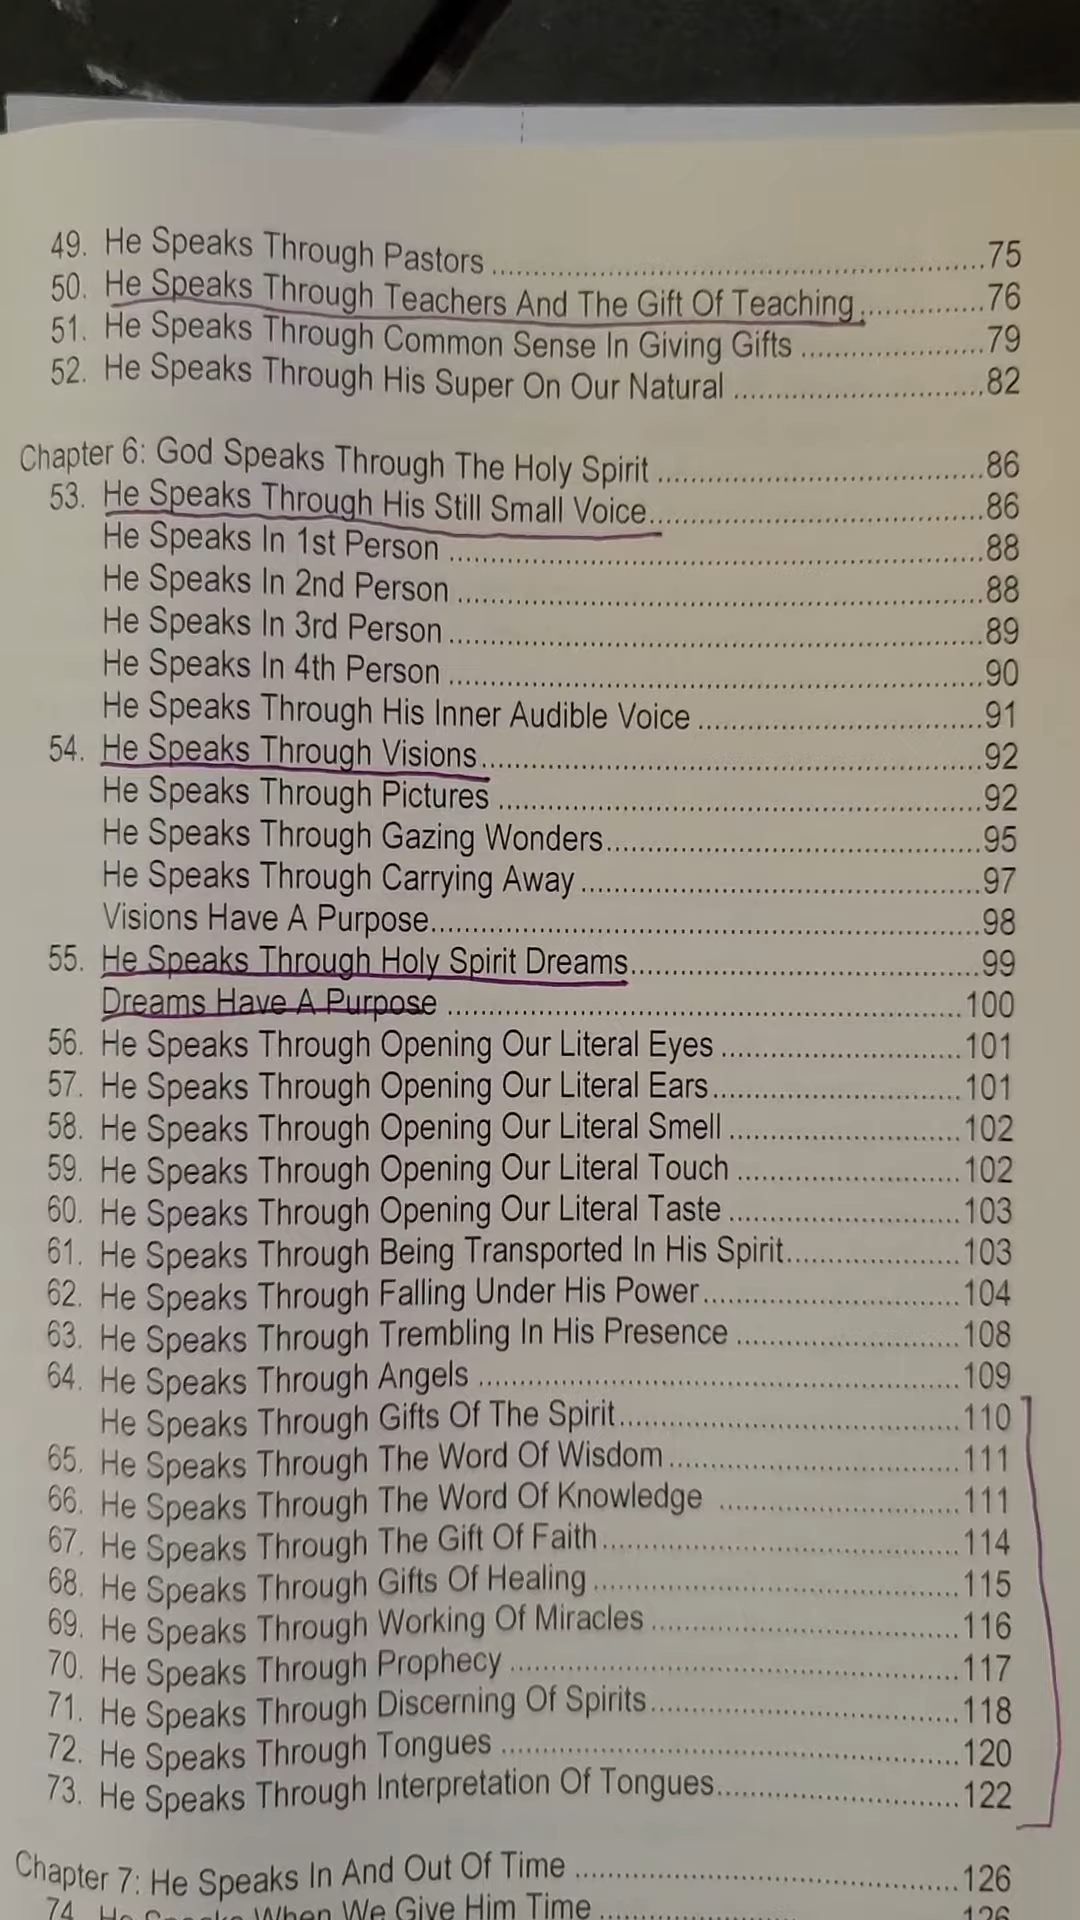 49. He Speaks Through Pastors ........ 75
50. He Speaks Through Teachers And The Gift Of Teaching ........ 76
51. He Speaks Through Common Sense In Giving Gifts ........ 79
52. He Speaks Through His Super On Our Natural ........ 82
Chapter 6: God Speaks Through The Holy Spirit ........ 86
53. He Speaks Through His Still Small Voice ........ 86
He Speaks In 1st Person ........ 88
He Speaks In 2nd Person ........ 88
He Speaks In 3rd Person ........ 89
He Speaks In 4th Person ........ 90
He Speaks Through His Inner Audible Voice ........ 91
54. He Speaks Through Visions ........ 92
He Speaks Through Pictures ........ 92
He Speaks Through Gazing Wonders ........ 95
He Speaks Through Carrying Away ........ 97
Visions Have A Purpose ........ 98
55. He Speaks Through Holy Spirit Dreams ........ 99
Dreams Have A Purpose ........ 100
56. He Speaks Through Opening Our Literal Eyes ........ 101
57. He Speaks Through Opening Our Literal Ears ........ 101
58. He Speaks Through Opening Our Literal Smell ........ 102
59. He Speaks Through Opening Our Literal Touch ........ 102
60. He Speaks Through Opening Our Literal Taste ........ 103
61. He Speaks Through Being Transported In His Spirit ........ 103
62. He Speaks Through Falling Under His Power ........ 104
63. He Speaks Through Trembling In His Presence ........ 108
64. He Speaks Through Angels ........ 109
He Speaks Through Gifts Of The Spirit ........ 110
65. He Speaks Through The Word Of Wisdom ........ 111
66. He Speaks Through The Word Of Knowledge ........ 111
67. He Speaks Through The Gift Of Faith ........ 114
68. He Speaks Through Gifts Of Healing ........ 115
69. He Speaks Through Working Of Miracles ........ 116
70. He Speaks Through Prophecy ........ 117
71. He Speaks Through Discerning Of Spirits ........ 118
72. He Speaks Through Tongues ........ 120
73. He Speaks Through Interpretation Of Tongues ........ 122
Chapter 7: He Speaks In And Out Of Time ........ 126
74. He Speaks When We Give Him Time ........ 126